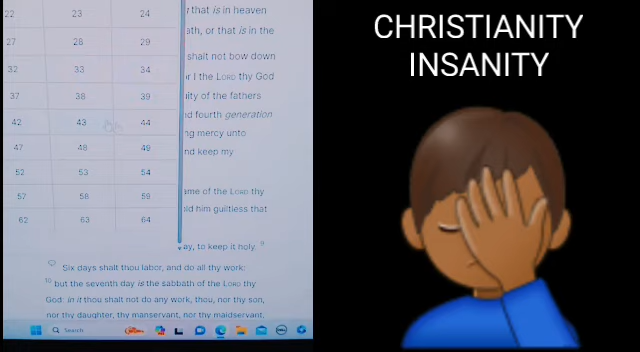 22 23 24
that is in heaven
ath, or that is in the
27 28 29
shalt not bow down
32 33 34
or I the LORD thy God
uity of the fathers
37 38 39
nd fourth generation
42 43 44
ng mercy unto
47 48 49
nd keep my
52 53 54
ame of the LORD thy
57 58 59
old him guiltless that
62 63 64
ay, to keep it holy. 9
Six days shalt thou labor, and do all thy work:
10 but the seventh day is the sabbath of the LORD thy
God: in it thou shalt not do any work, thou, nor thy son,
nor thy daughter, thy manservant, nor thy maidservant,
Search
DELL
CHRISTIANITY
INSANITY